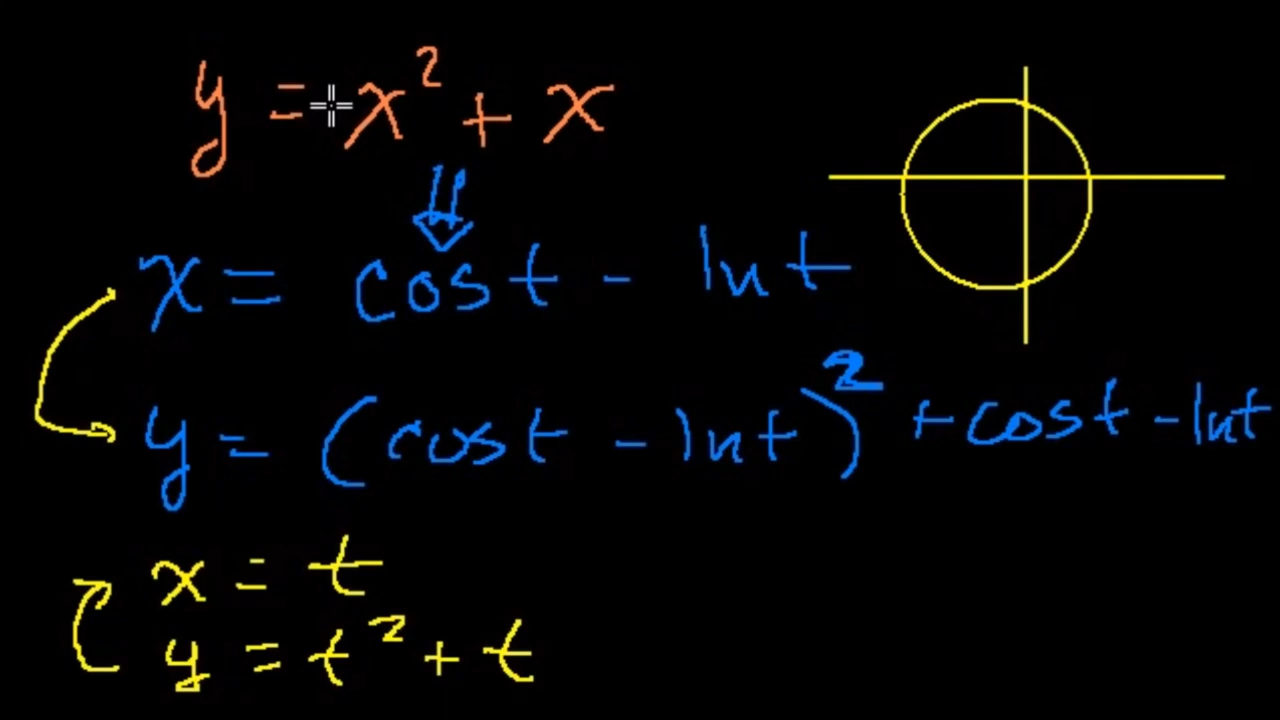 y = x² + x
x = cos t - ln t
y = (cos t - ln t)² + cos t - ln t
x = t
y = t² + t